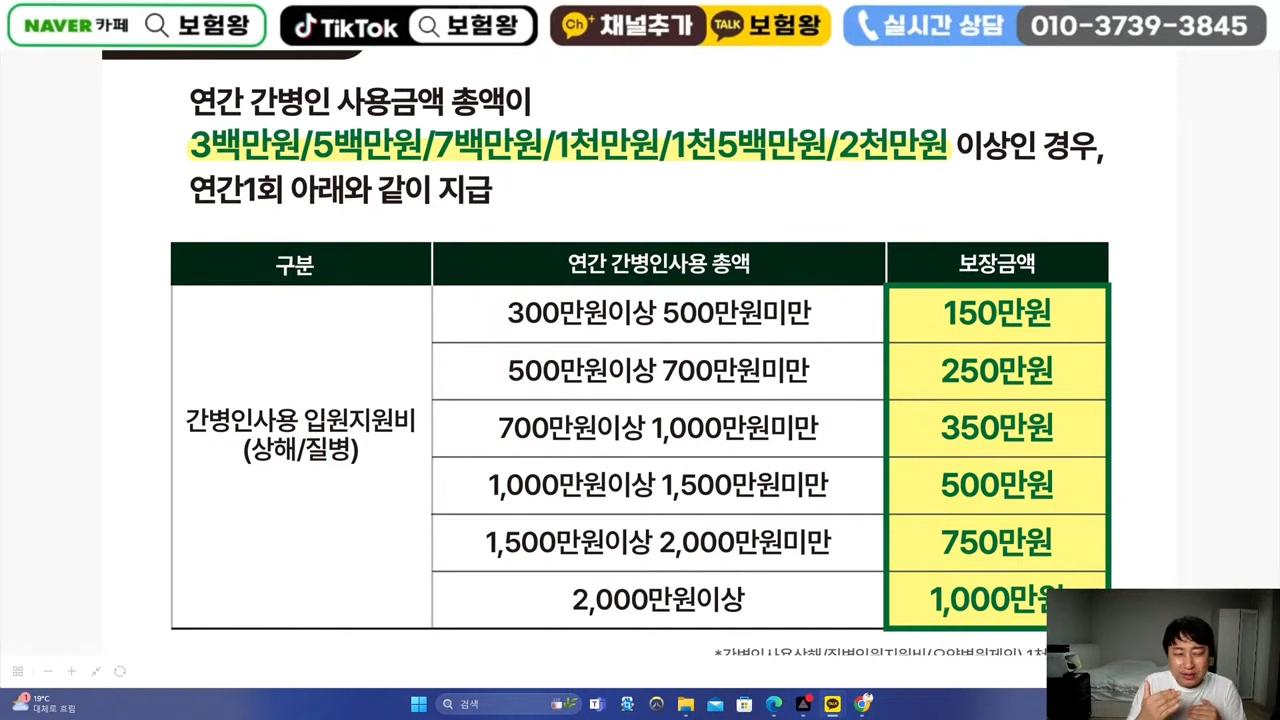 NAVER 카페 보험왕
TikTok 보험왕
Ch+ 채널추가 TALK 보험왕
실시간 상담 010-3739-3845
연간 간병인 사용금액 총액이
3백만원/5백만원/7백만원/1천만원/1천5백만원/2천만원 이상인 경우,
연간1회 아래와 같이 지급
구분 연간 간병인사용 총액 보장금액
300만원이상 500만원미만 150만원
500만원이상 700만원미만 250만원
700만원이상 1,000만원미만 350만원
간병인사용 입원지원비
(상해/질병)
1,000만원이상 1,500만원미만 500만원
1,500만원이상 2,000만원미만 750만원
2,000만원이상 1,000만원
1
19°C
대체로 흐림
검색
TALK